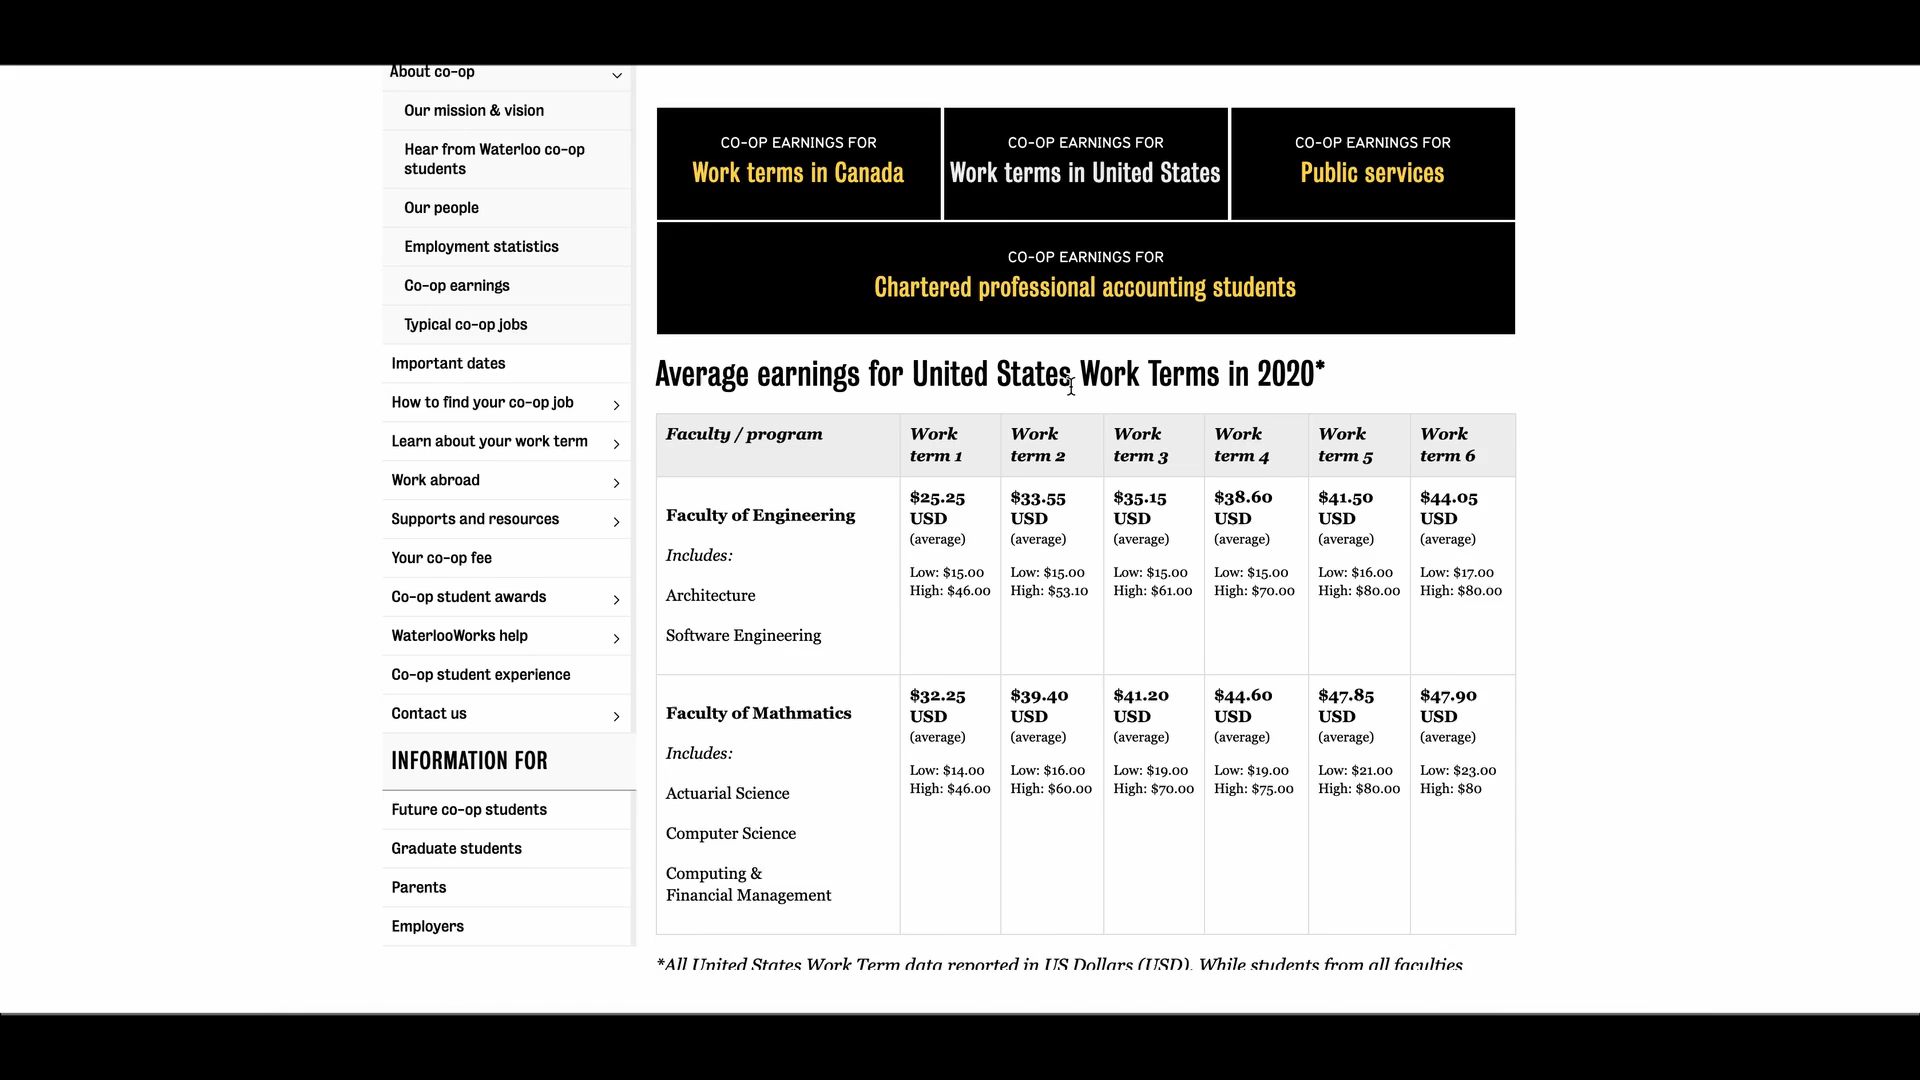 About co-op
Our mission & vision
Hear from Waterloo co-op
students
Our people
Employment statistics
Co-op earnings
Typical co-op jobs
Important dates
How to find your co-op job
Learn about your work term
Work abroad
Supports and resources
Your co-op fee
Co-op student awards
WaterlooWorks help
Co-op student experience
Contact us
INFORMATION FOR
Future co-op students
Graduate students
Parents
Employers
CO-OP EARNINGS FOR
Work terms in Canada
CO-OP EARNINGS FOR
Work terms in United States
CO-OP EARNINGS FOR
Public services
CO-OP EARNINGS FOR
Chartered professional accounting students
Average earnings for United States Work Terms in 2020*
Faculty / program
Work
term 1
Work
term 2
Work
term 3
Work
term 4
Work
term 5
Work
term 6
Faculty of Engineering
Includes:
Architecture
Software Engineering
$25.25
USD
(average)
Low: $15.00
High: $46.00
$33.55
USD
(average)
Low: $15.00
High: $53.10
$35.15
USD
(average)
Low: $15.00
High: $61.00
$38.60
USD
(average)
Low: $15.00
High: $70.00
$41.50
USD
(average)
Low: $16.00
High: $80.00
$44.05
USD
(average)
Low: $17.00
High: $80.00
Faculty of Mathmatics
Includes:
Actuarial Science
Computer Science
Computing &
Financial Management
$32.25
USD
(average)
Low: $14.00
High: $46.00
$39.40
USD
(average)
Low: $16.00
High: $60.00
$41.20
USD
(average)
Low: $19.00
High: $70.00
$44.60
USD
(average)
Low: $19.00
High: $75.00
$47.85
USD
(average)
Low: $21.00
High: $80.00
$47.90
USD
(average)
Low: $23.00
High: $80
*All United States Work Term data reported in US Dollars (USD). While students from all faculties